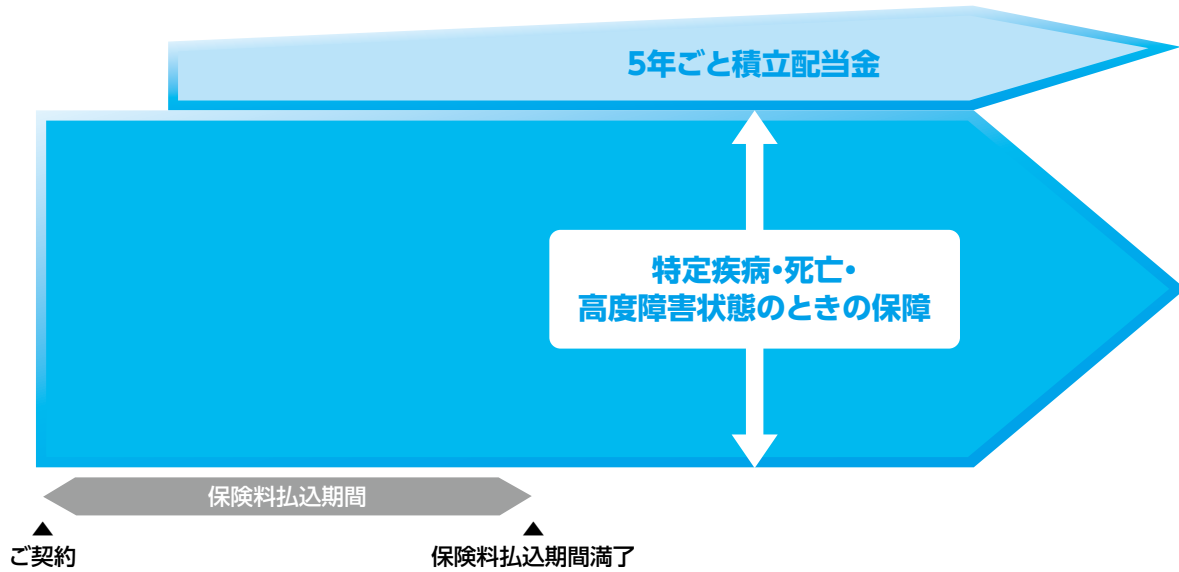 5年ごと積立配当金
特定疾病・死亡・
高度障害状態のときの保障
保険料払込期間
ご契約
保険料払込期間満了